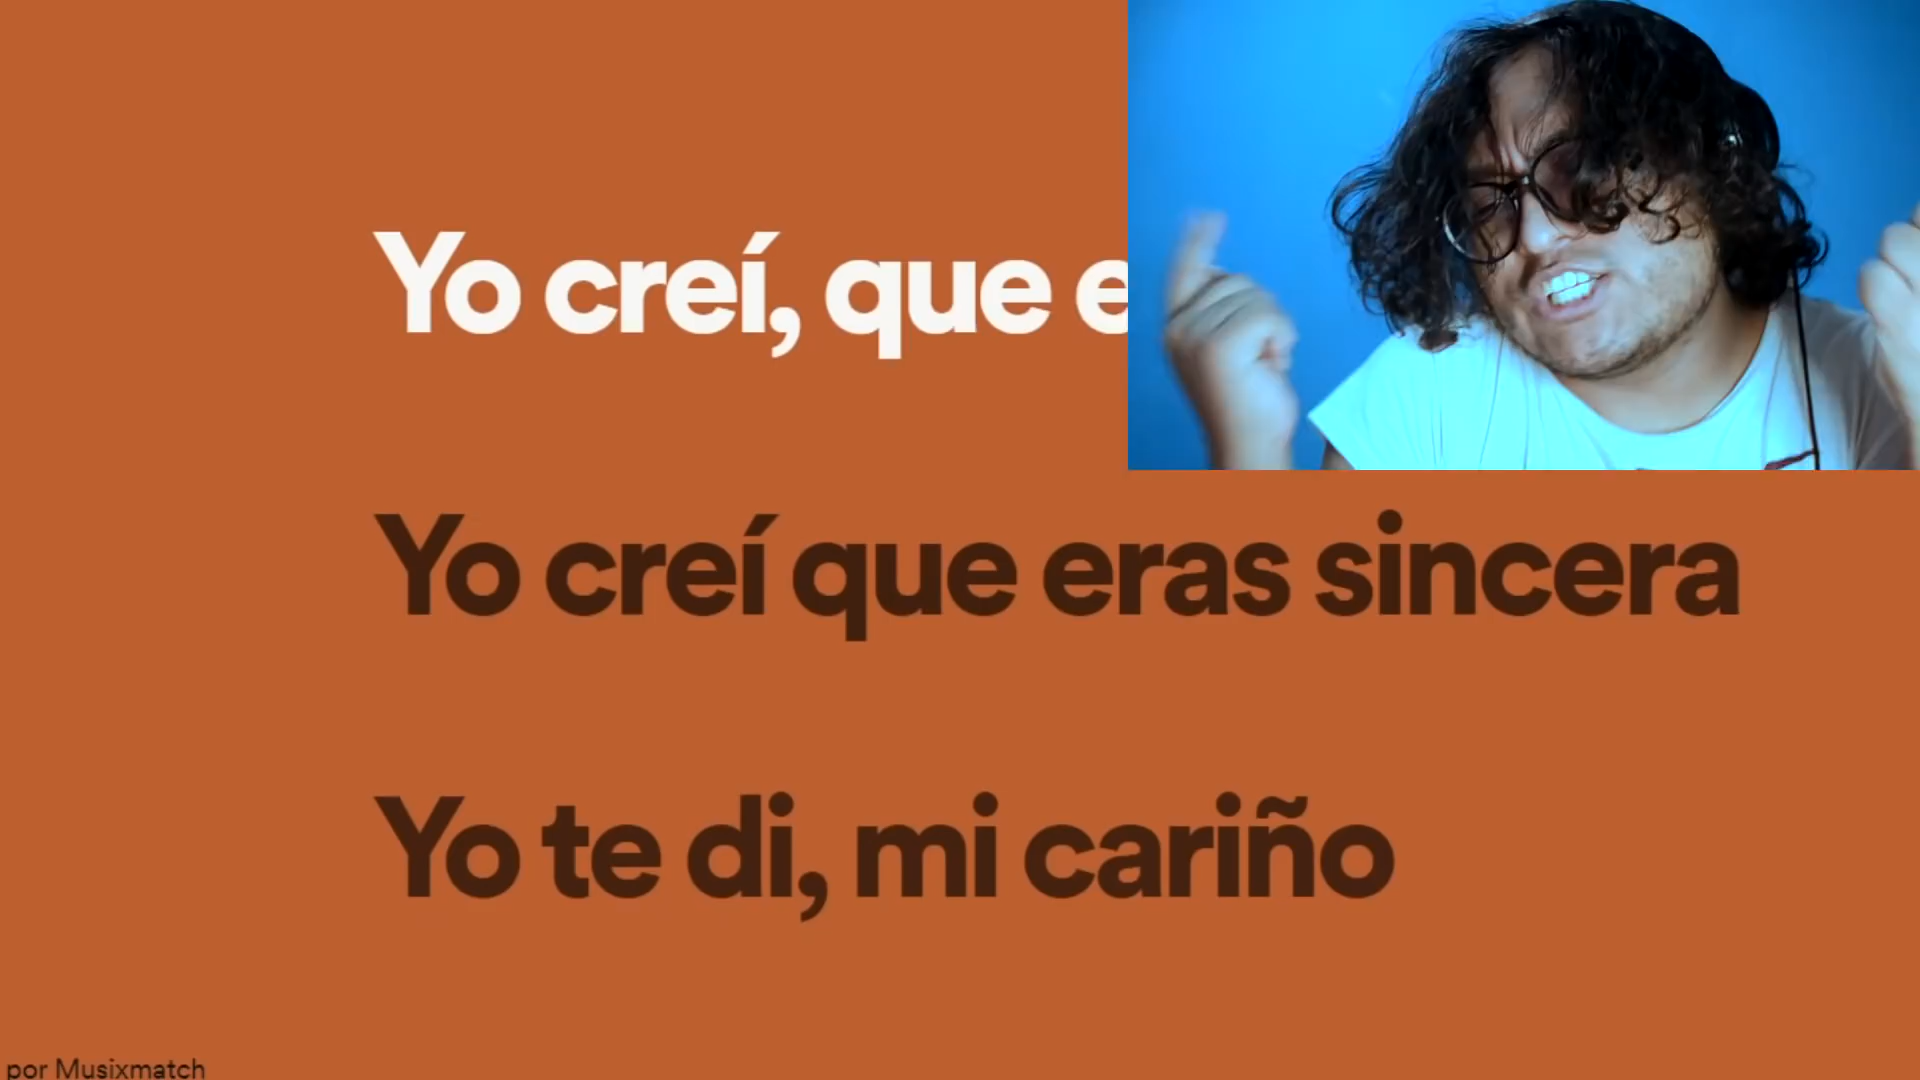 Yo creí, que
Yo creí que eras sincera
Yo te di, mi cariño
por Musixmatch